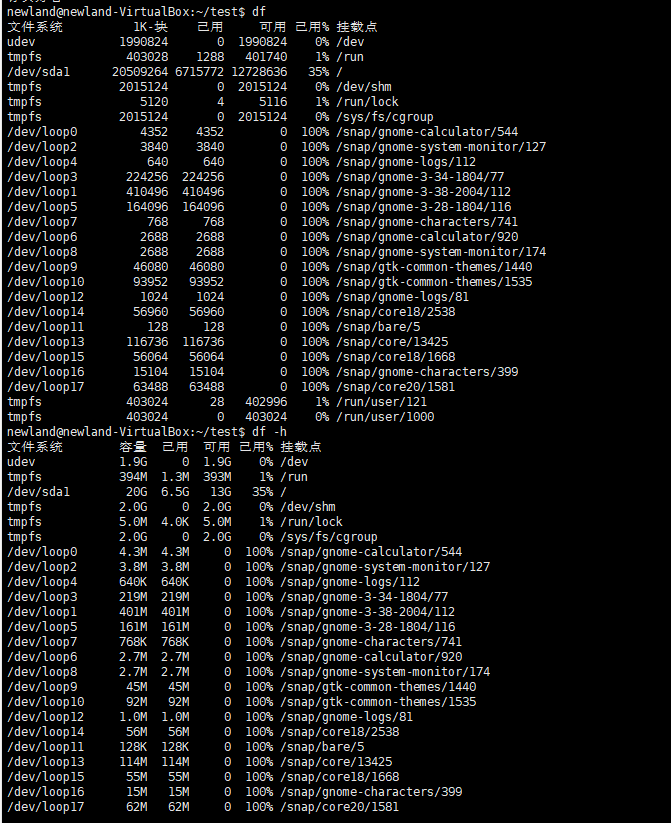 newland@newland-VirtualBox:~/test$ df
文件系统 1K-块 已用 可用 已用% 挂载点
udev 1990824 0 1990824 0% /dev
tmpfs 403028 1288 401740 1% /run
/dev/sda1 20509264 6715772 12728636 35% /
tmpfs 2015124 0 2015124 0% /dev/shm
tmpfs 5120 4 5116 1% /run/lock
tmpfs 2015124 0 2015124 0% /sys/fs/cgroup
/dev/loop0 4352 4352 0 100% /snap/gnome-calculator/544
/dev/loop2 3840 3840 0 100% /snap/gnome-system-monitor/127
/dev/loop4 640 640 0 100% /snap/gnome-logs/112
/dev/loop3 224256 224256 0 100% /snap/gnome-3-34-1804/77
/dev/loop1 410496 410496 0 100% /snap/gnome-3-38-2004/112
/dev/loop5 164096 164096 0 100% /snap/gnome-3-28-1804/116
/dev/loop7 768 768 0 100% /snap/gnome-characters/741
/dev/loop6 2688 2688 0 100% /snap/gnome-calculator/920
/dev/loop8 2688 2688 0 100% /snap/gnome-system-monitor/174
/dev/loop9 46080 46080 0 100% /snap/gtk-common-themes/1440
/dev/loop10 93952 93952 0 100% /snap/gtk-common-themes/1535
/dev/loop12 1024 1024 0 100% /snap/gnome-logs/81
/dev/loop14 56960 56960 0 100% /snap/core18/2538
/dev/loop11 128 128 0 100% /snap/bare/5
/dev/loop13 116736 116736 0 100% /snap/core/13425
/dev/loop15 56064 56064 0 100% /snap/core18/1668
/dev/loop16 15104 15104 0 100% /snap/gnome-characters/399
/dev/loop17 63488 63488 0 100% /snap/core20/1581
tmpfs 403024 28 402996 1% /run/user/121
tmpfs 403024 0 403024 0% /run/user/1000
newland@newland-VirtualBox:~/test$ df -h
文件系统 容量 已用 可用 已用% 挂载点
udev 1.9G 0 1.9G 0% /dev
tmpfs 394M 1.3M 393M 1% /run
/dev/sda1 20G 6.5G 13G 35% /
tmpfs 2.0G 0 2.0G 0% /dev/shm
tmpfs 5.0M 4.0K 5.0M 1% /run/lock
tmpfs 2.0G 0 2.0G 0% /sys/fs/cgroup
/dev/loop0 4.3M 4.3M 0 100% /snap/gnome-calculator/544
/dev/loop2 3.8M 3.8M 0 100% /snap/gnome-system-monitor/127
/dev/loop4 640K 640K 0 100% /snap/gnome-logs/112
/dev/loop3 219M 219M 0 100% /snap/gnome-3-34-1804/77
/dev/loop1 401M 401M 0 100% /snap/gnome-3-38-2004/112
/dev/loop5 161M 161M 0 100% /snap/gnome-3-28-1804/116
/dev/loop7 768K 768K 0 100% /snap/gnome-characters/741
/dev/loop6 2.7M 2.7M 0 100% /snap/gnome-calculator/920
/dev/loop8 2.7M 2.7M 0 100% /snap/gnome-system-monitor/174
/dev/loop9 45M 45M 0 100% /snap/gtk-common-themes/1440
/dev/loop10 92M 92M 0 100% /snap/gtk-common-themes/1535
/dev/loop12 1.0M 1.0M 0 100% /snap/gnome-logs/81
/dev/loop14 56M 56M 0 100% /snap/core18/2538
/dev/loop11 128K 128K 0 100% /snap/bare/5
/dev/loop13 114M 114M 0 100% /snap/core/13425
/dev/loop15 55M 55M 0 100% /snap/core18/1668
/dev/loop16 15M 15M 0 100% /snap/gnome-characters/399
/dev/loop17 62M 62M 0 100% /snap/core20/1581